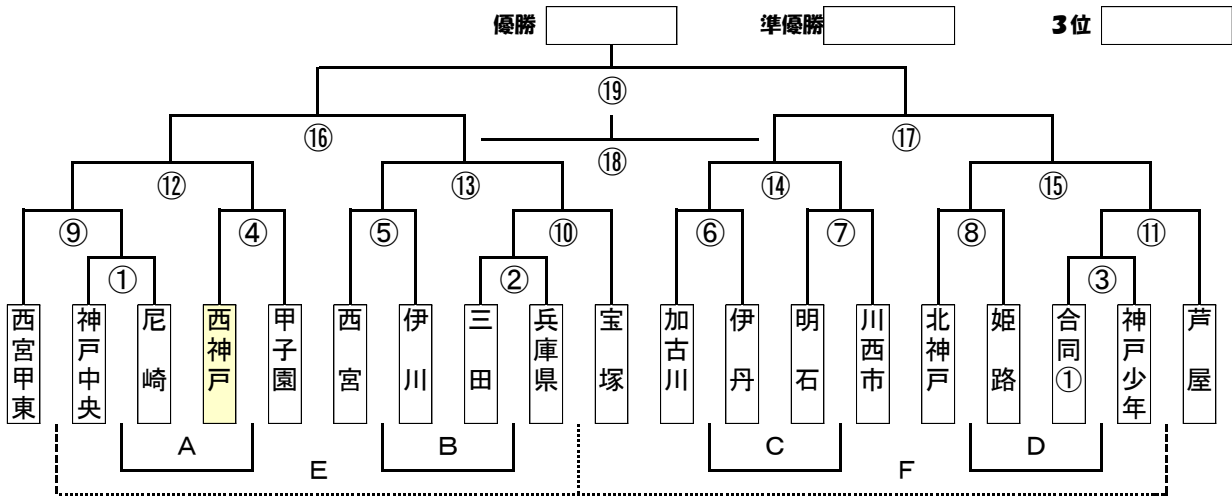 優勝 準優勝 3位
⑲
⑯ ⑰
⑱
⑫ ⑬ ⑭ ⑮
⑨ ④ ⑤ ⑩ ⑥ ⑦ ⑧ ⑪
① ② ③
西宮甲東
神戸中央
尼崎
西神戸
甲子園
西宮
伊川
三田
兵庫県
宝塚
加古川
伊丹
明石
川西市
北神戸
姫路
合同①
神戸少年
芦屋
A B C D
E F